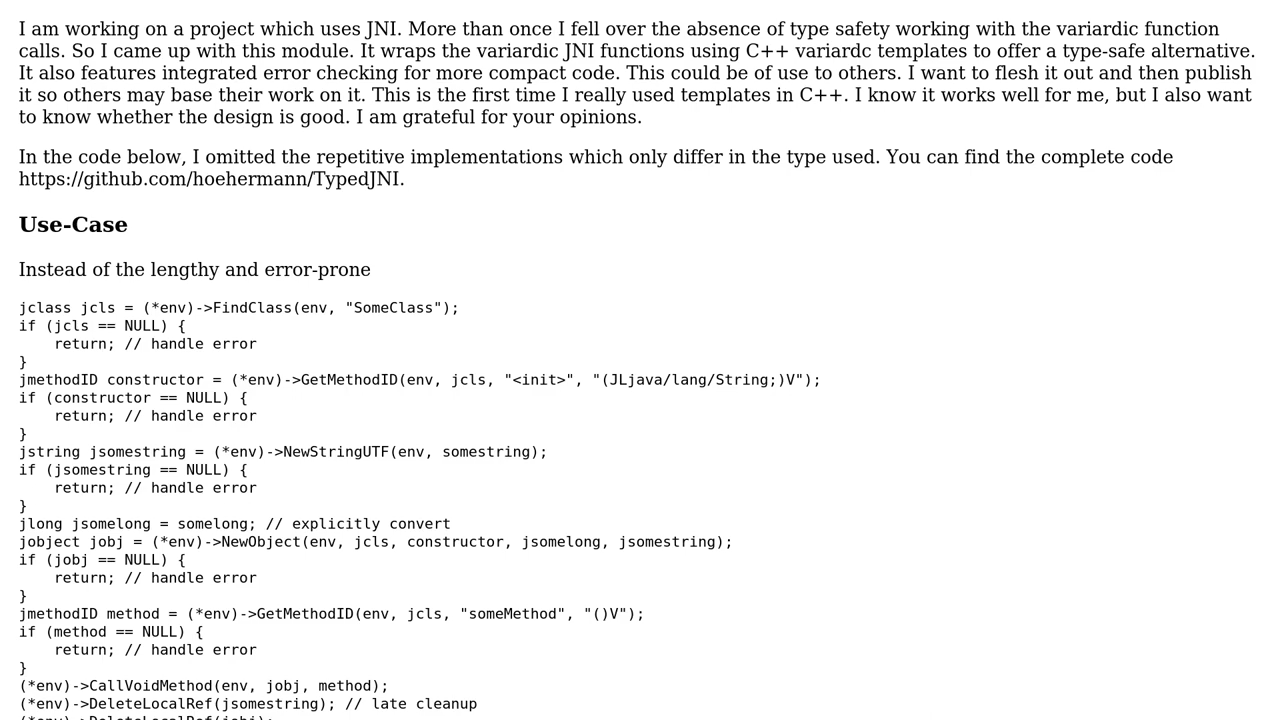 I am working on a project which uses JNI. More than once I fell over the absence of type safety working with the variardic function
calls. So I came up with this module. It wraps the variardic JNI functions using C++ variardc templates to offer a type-safe alternative.
It also features integrated error checking for more compact code. This could be of use to others. I want to flesh it out and then publish
it so others may base their work on it. This is the first time I really used templates in C++. I know it works well for me, but I also want
to know whether the design is good. I am grateful for your opinions.
In the code below, I omitted the repetitive implementations which only differ in the type used. You can find the complete code
https://github.com/hoehermann/TypedJNI.
Use-Case
Instead of the lengthy and error-prone
jclass jcls = (*env)->FindClass(env, "SomeClass");
if (jcls == NULL) {
    return; // handle error
}
jmethodID constructor = (*env)->GetMethodID(env, jcls, "<init>", "(JLjava/lang/String;)V");
if (constructor == NULL) {
    return; // handle error
}
jstring jsomestring = (*env)->NewStringUTF(env, somestring);
if (jsomestring == NULL) {
    return; // handle error
}
jlong jsomelong = somelong; // explicitly convert
jobject jobj = (*env)->NewObject(env, jcls, constructor, jsomelong, jsomestring);
if (jobj == NULL) {
    return; // handle error
}
jmethodID method = (*env)->GetMethodID(env, jcls, "someMethod", "()V");
if (method == NULL) {
    return; // handle error
}
(*env)->CallVoidMethod(env, jobj, method);
(*env)->DeleteLocalRef(jsomestring); // late cleanup
(*env)->DeleteLocalRef(jobj);